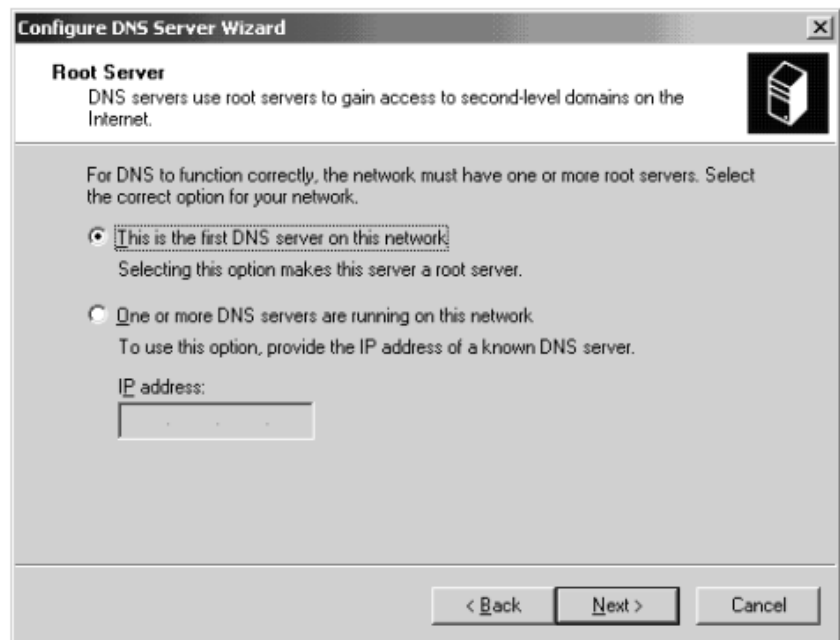 Configure DNS Server Wizard
Root Server
DNS servers use root servers to gain access to second-level domains on the
Internet.
For DNS to function correctly, the network must have one or more root servers. Select
the correct option for your network.
This is the first DNS server on this network
Selecting this option makes this server a root server.
One or more DNS servers are running on this network
To use this option, provide the IP address of a known DNS server.
IP address:
. . .
< Back Next > Cancel